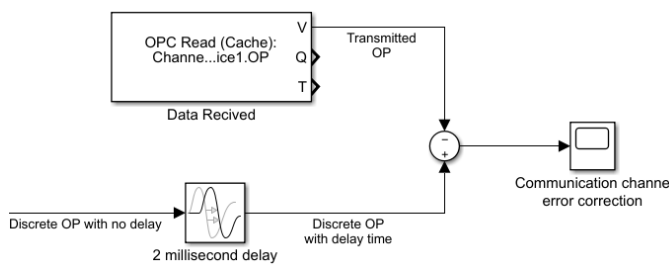 OPC Read (Cache):
Channe...ice1.OP
V
Q
T
Data Recived
Transmitted
OP
−
+
Communication channe
error correction
Discrete OP with no delay
2 millisecond delay
Discrete OP
with delay time